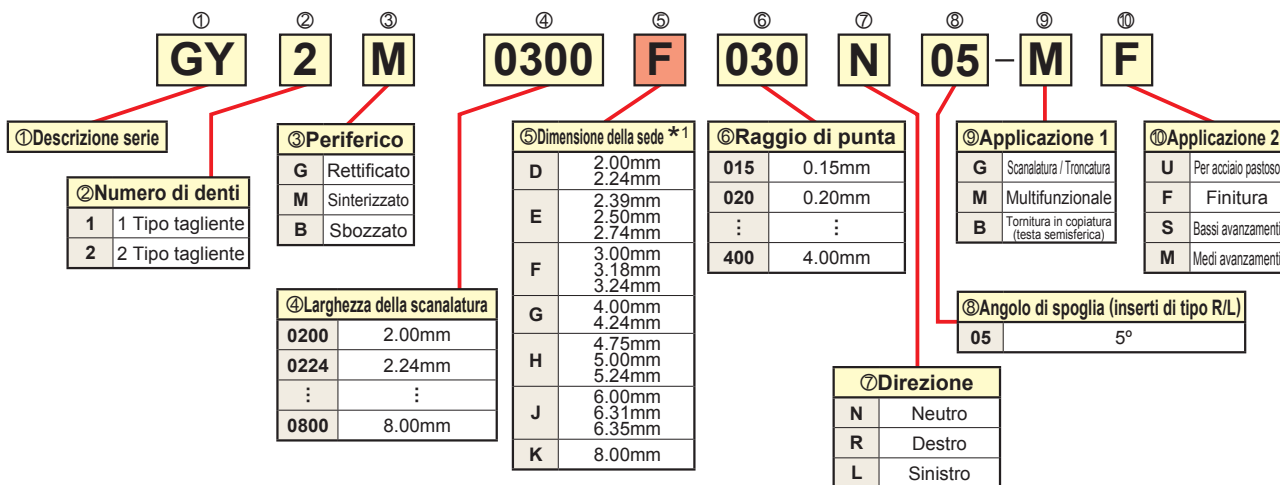 ① ② ③ ④ ⑤ ⑥ ⑦ ⑧ ⑨ ⑩
GY 2 M 0300 F 030 N 05 – M F
①Descrizione serie
②Numero di denti
1 1 Tipo tagliente
2 2 Tipo tagliente
③Periferico
G Rettificato
M Sinterizzato
B Sbozzato
④Larghezza della scanalatura
0200 2.00mm
0224 2.24mm
⋮ ⋮
0800 8.00mm
⑤Dimensione della sede *1
D 2.00mm
2.24mm
E 2.39mm
2.50mm
2.74mm
F 3.00mm
3.18mm
3.24mm
G 4.00mm
4.24mm
H 4.75mm
5.00mm
5.24mm
J 6.00mm
6.31mm
6.35mm
K 8.00mm
⑥Raggio di punta
015 0.15mm
020 0.20mm
⋮ ⋮
400 4.00mm
⑦Direzione
N Neutro
R Destro
L Sinistro
⑧Angolo di spoglia (inserti di tipo R/L)
05 5º
⑨Applicazione 1
G Scanalatura / Troncatura
M Multifunzionale
B Tornitura in copiatura
(testa semisferica)
⑩Applicazione 2
U Per acciaio pastoso
F Finitura
S Bassi avanzamenti
M Medi avanzamenti